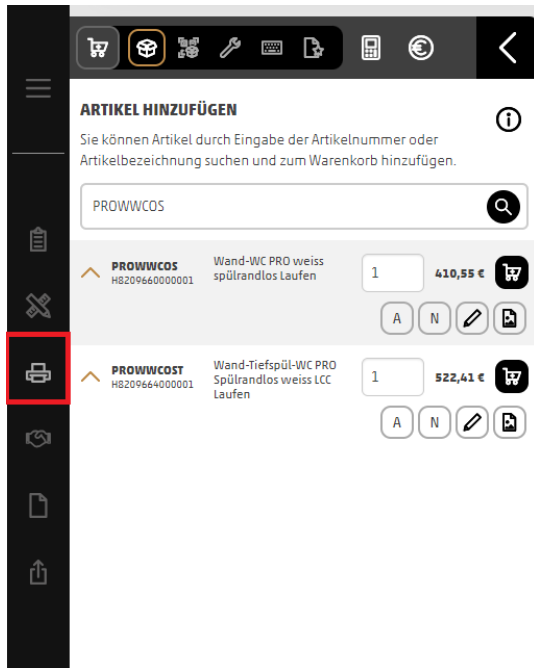 ARTIKEL HINZUFÜGEN
Sie können Artikel durch Eingabe der Artikelnummer oder
Artikelbezeichnung suchen und zum Warenkorb hinzufügen.
PROWWCOS
PROWWCOS
H8209660000001
Wand-WC PRO weiss
spülrandlos Laufen
1
410,55 €
A
N
PROWWCOST
H8209664000001
Wand-Tiefspül-WC PRO
Spülrandlos weiss LCC
Laufen
1
522,41 €
A
N